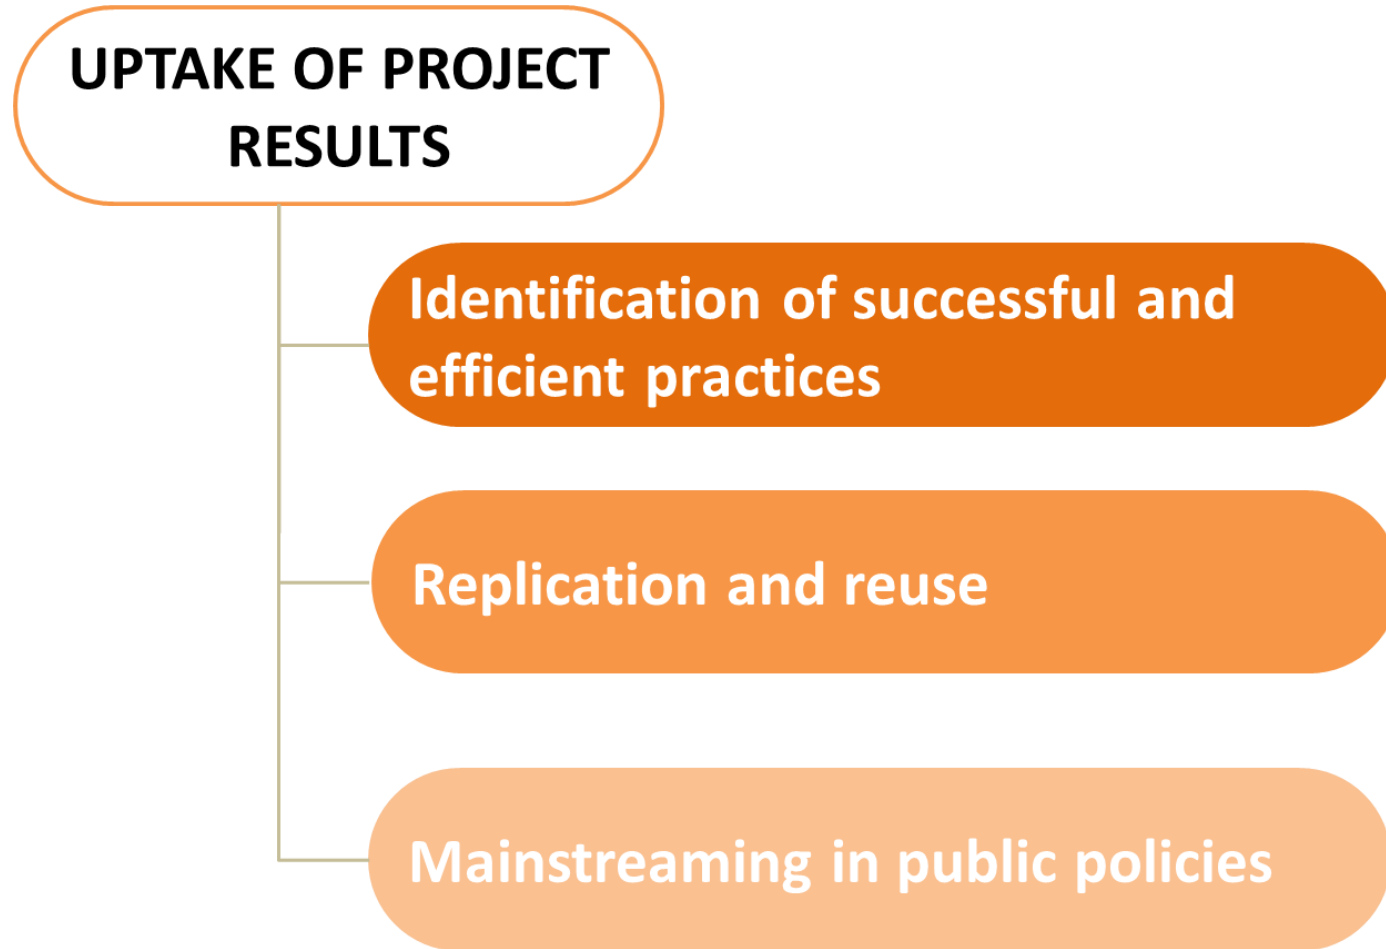 UPTAKE OF PROJECT
RESULTS
Identification of successful and
efficient practices
Replication and reuse
Mainstreaming in public policies